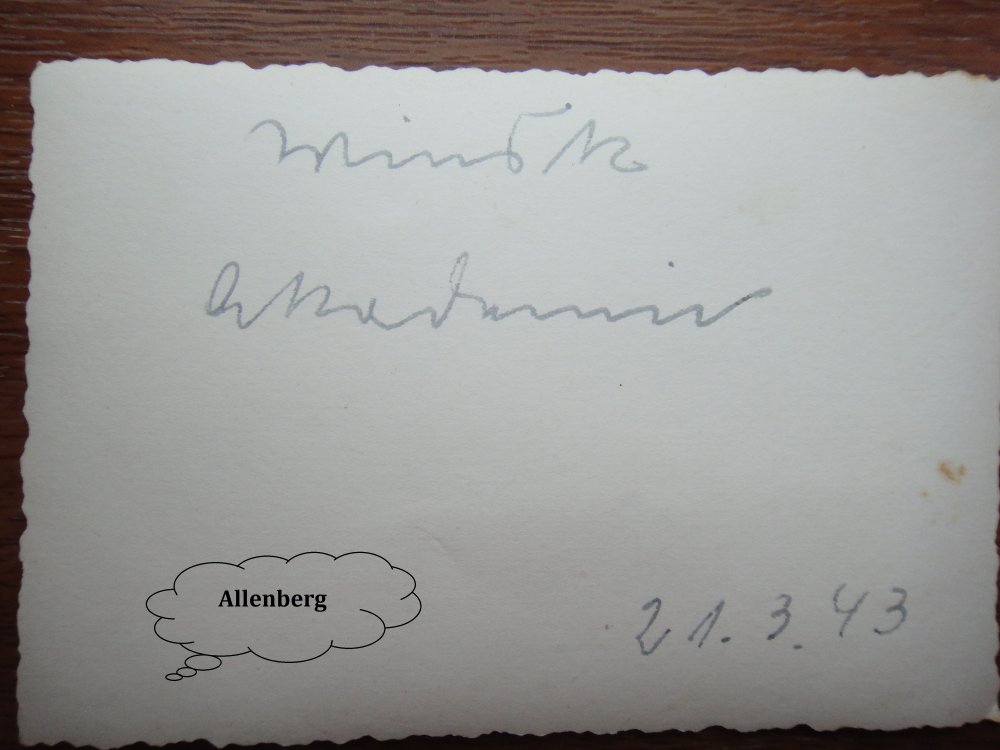 Minsk
Akademie
Allenberg
21.3.43